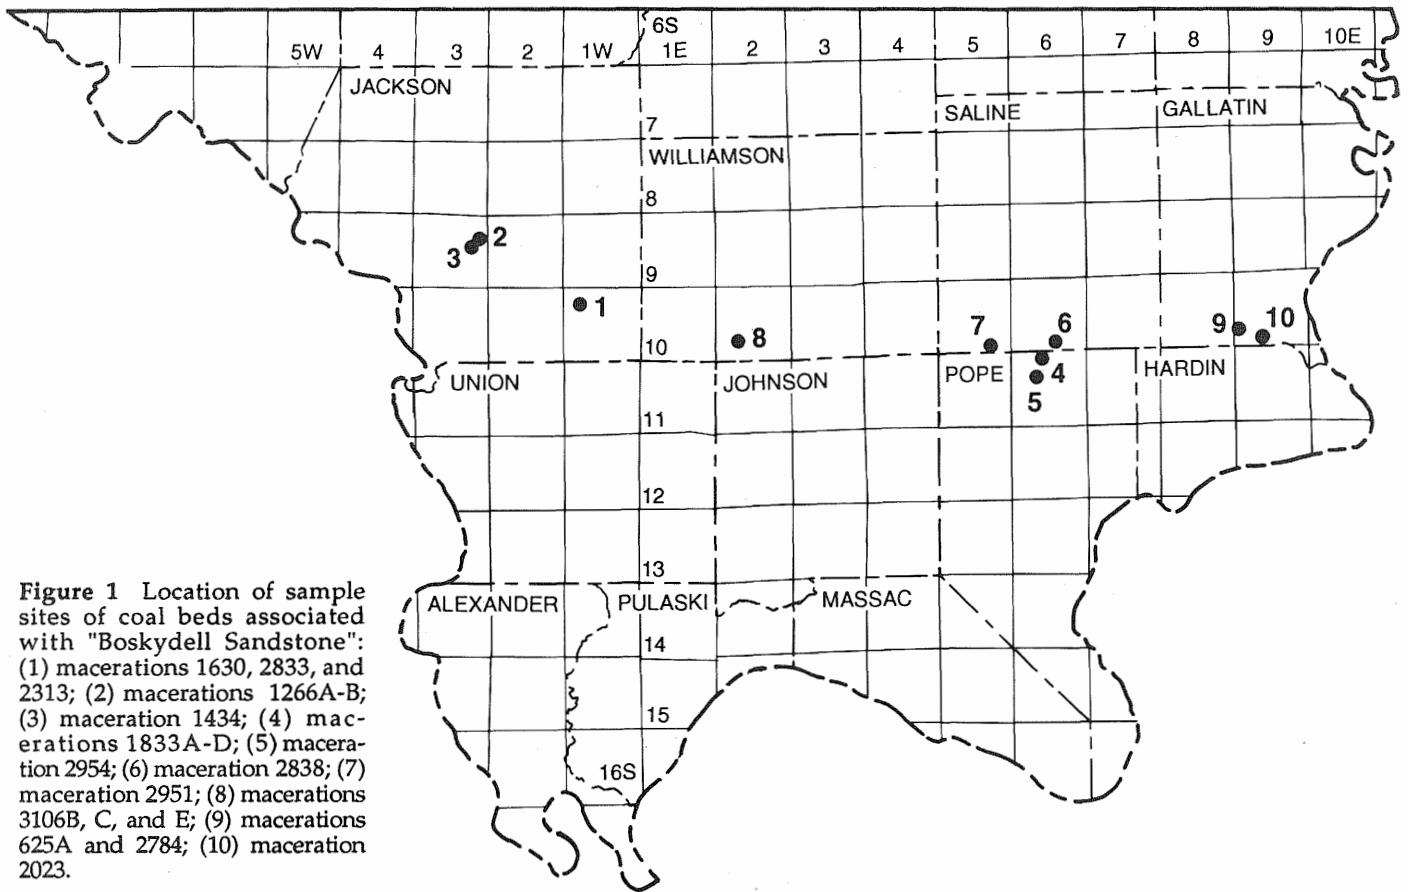 6S
5W 4 3 2 1W 1E 2 3 4 5 6 7 8 9 10E
JACKSON
SALINE GALLATIN
7
WILLIAMSON
8
2
3
9
1
8 7 6 9 10
10
UNION JOHNSON POPE 4 HARDIN
5
11
12
13
ALEXANDER PULASKI MASSAC
14
15
16S
Figure 1 Location of sample
sites of coal beds associated
with "Boskydell Sandstone":
(1) macerations 1630, 2833, and
2313; (2) macerations 1266A-B;
(3) maceration 1434; (4) mac-
erations 1833A-D; (5) macera-
tion 2954; (6) maceration 2838; (7)
maceration 2951; (8) macerations
3106B, C, and E; (9) macerations
625A and 2784; (10) maceration
2023.